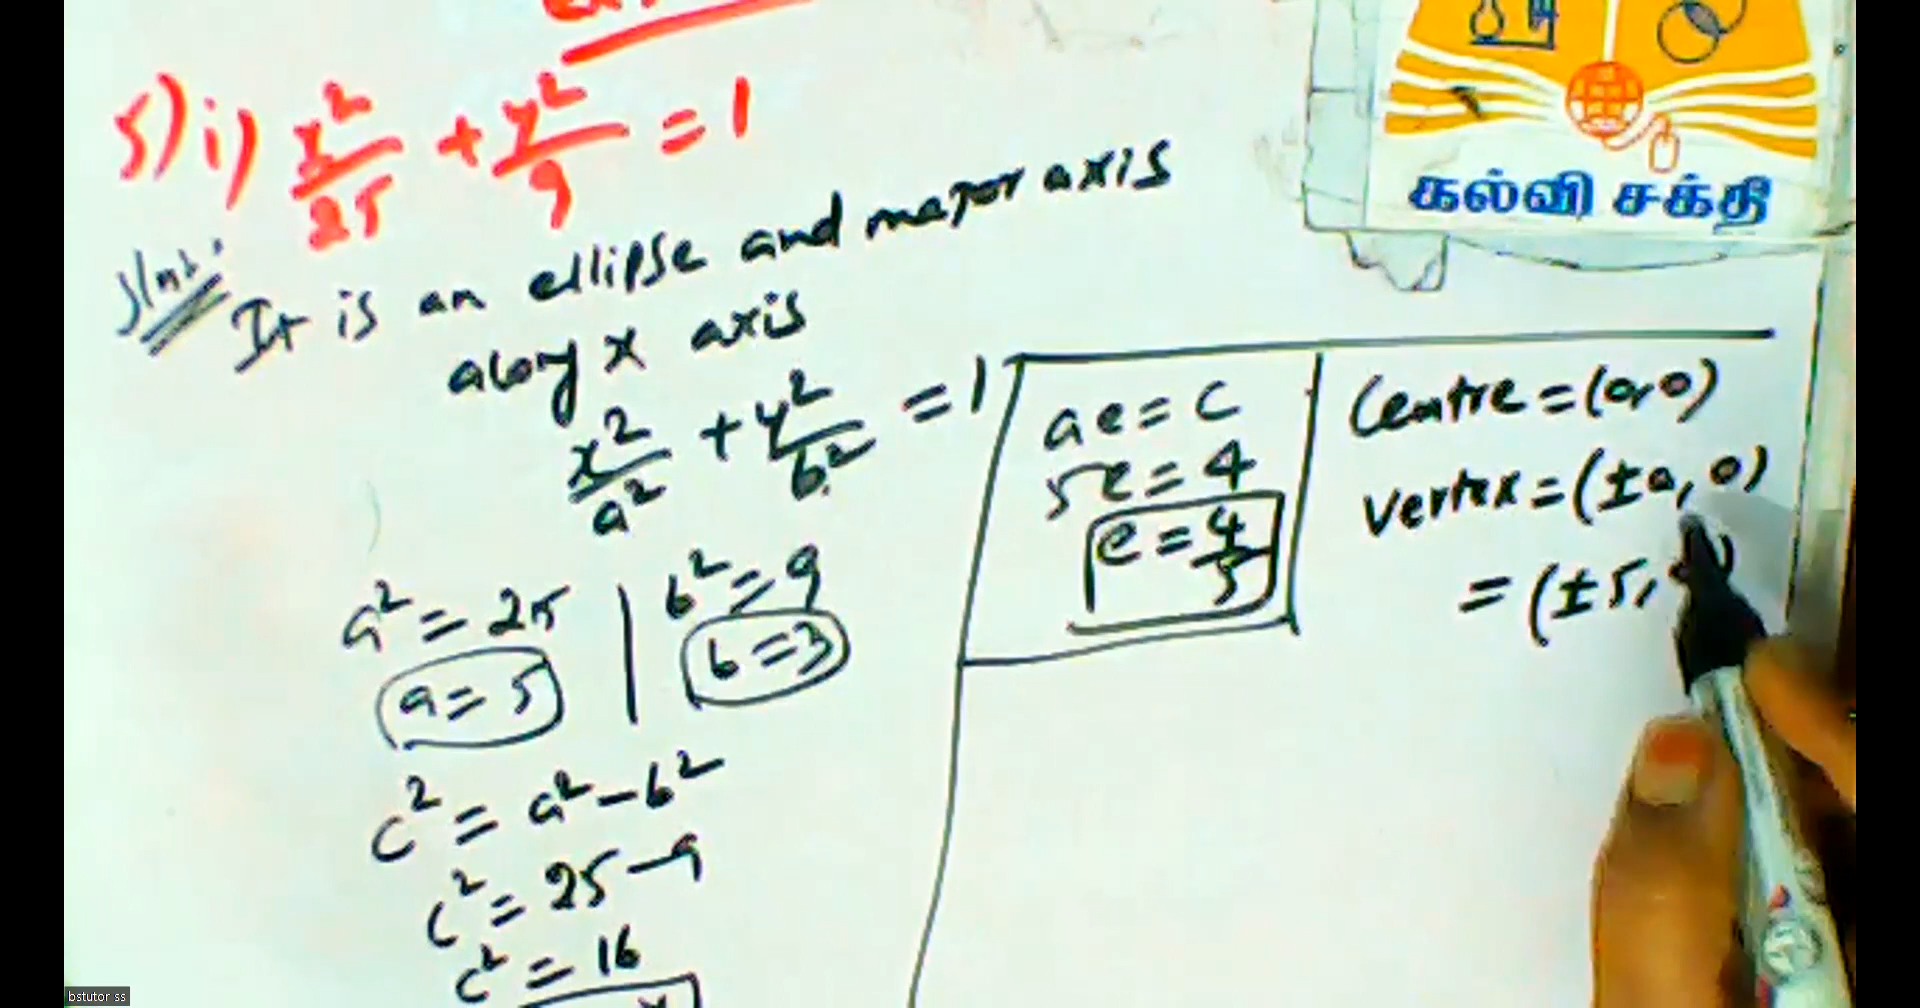 5) i) x²/25 + y²/9 = 1
It is an ellipse and major axis
along x axis
x²/a² + y²/b² = 1
a² = 25 | b² = 9
a = 5 b = 3
c² = a² - b²
c² = 25 - 9
c² = 16
ae = c
5e = 4
e = 4/5
Centre = (0,0)
Vertex = (±a, 0)
= (±5,
கல்வி சக்தி
bstutor ss